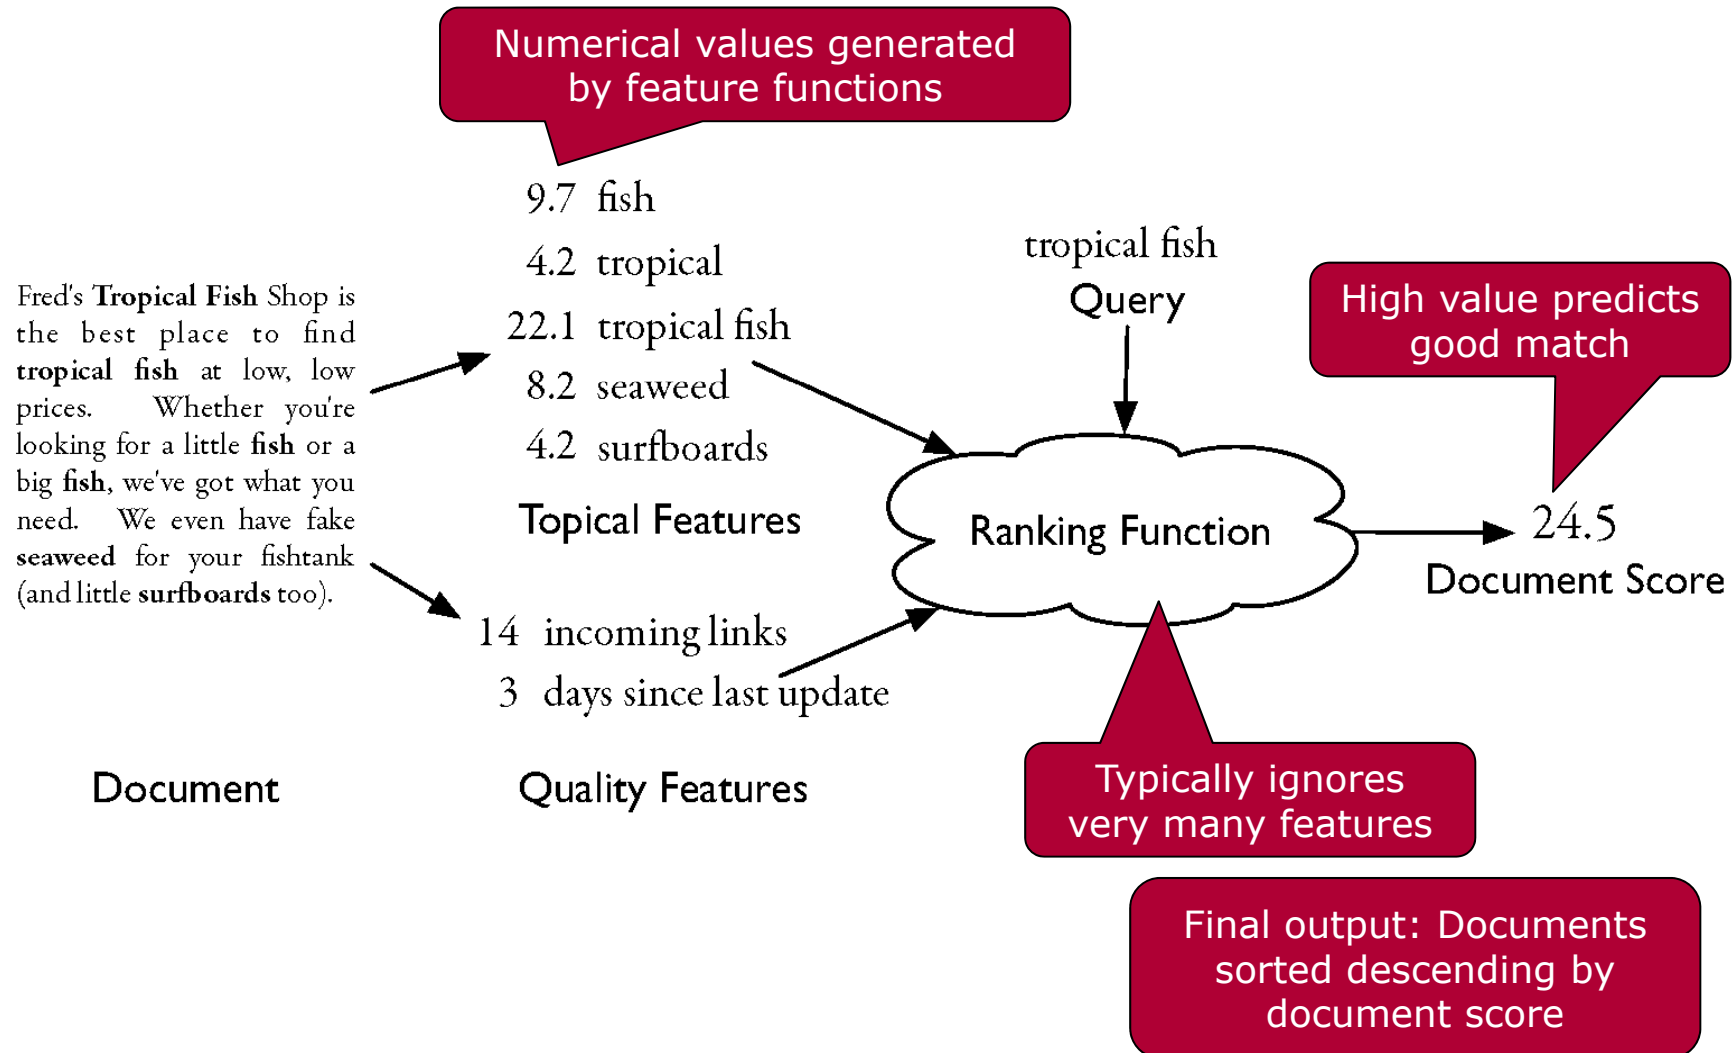 Numerical values generated
by feature functions
9.7 fish
4.2 tropical
22.1 tropical fish
8.2 seaweed
4.2 surfboards
Topical Features
Fred's Tropical Fish Shop is
the best place to find
tropical fish at low, low
prices. Whether you're
looking for a little fish or a
big fish, we've got what you
need. We even have fake
seaweed for your fishtank
(and little surfboards too).
14 incoming links
3 days since last update
Document
Quality Features
tropical fish
Query
Ranking Function
High value predicts
good match
24.5
Document Score
Typically ignores
very many features
Final output: Documents
sorted descending by
document score